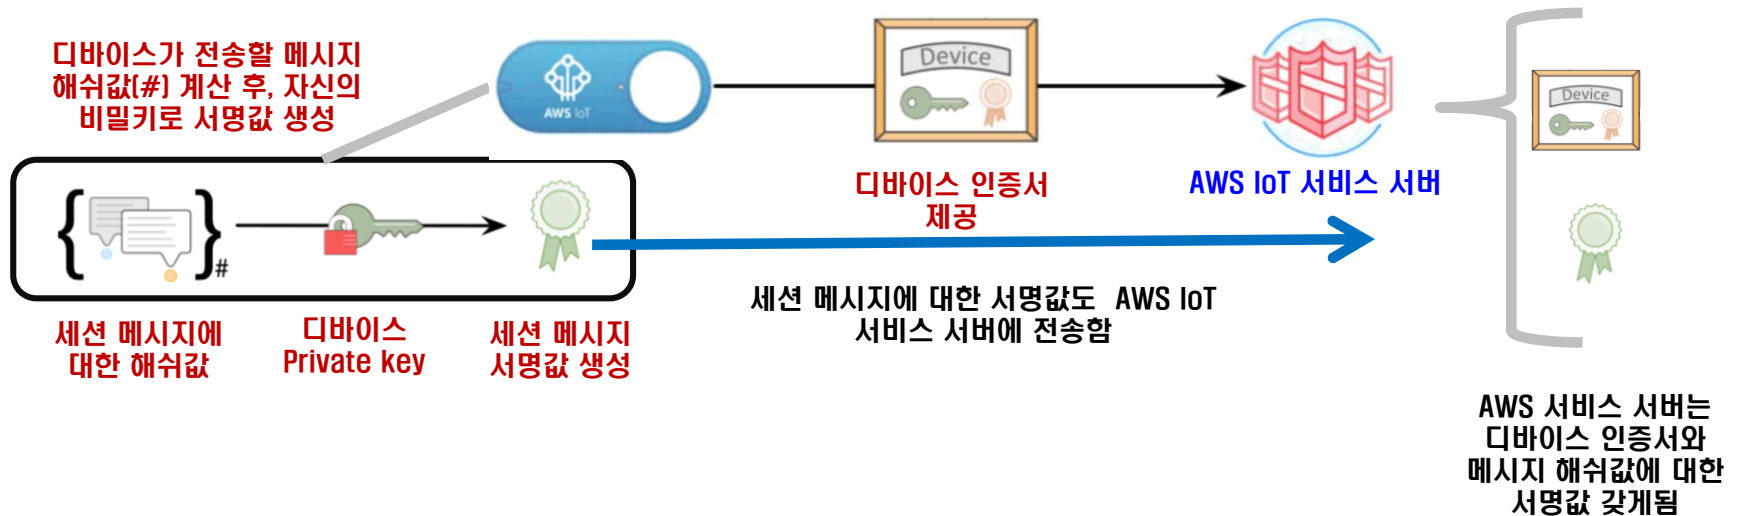 디바이스가 전송할 메시지
해쉬값(#) 계산 후, 자신의
비밀키로 서명값 생성
AWS IoT
Device
디바이스 인증서
제공
AWS IoT 서비스 서버
Device
#
세션 메시지에
대한 해쉬값
디바이스
Private key
세션 메시지
서명값 생성
세션 메시지에 대한 서명값도 AWS IoT
서비스 서버에 전송함
AWS 서비스 서버는
디바이스 인증서와
메시지 해쉬값에 대한
서명값 갖게됨